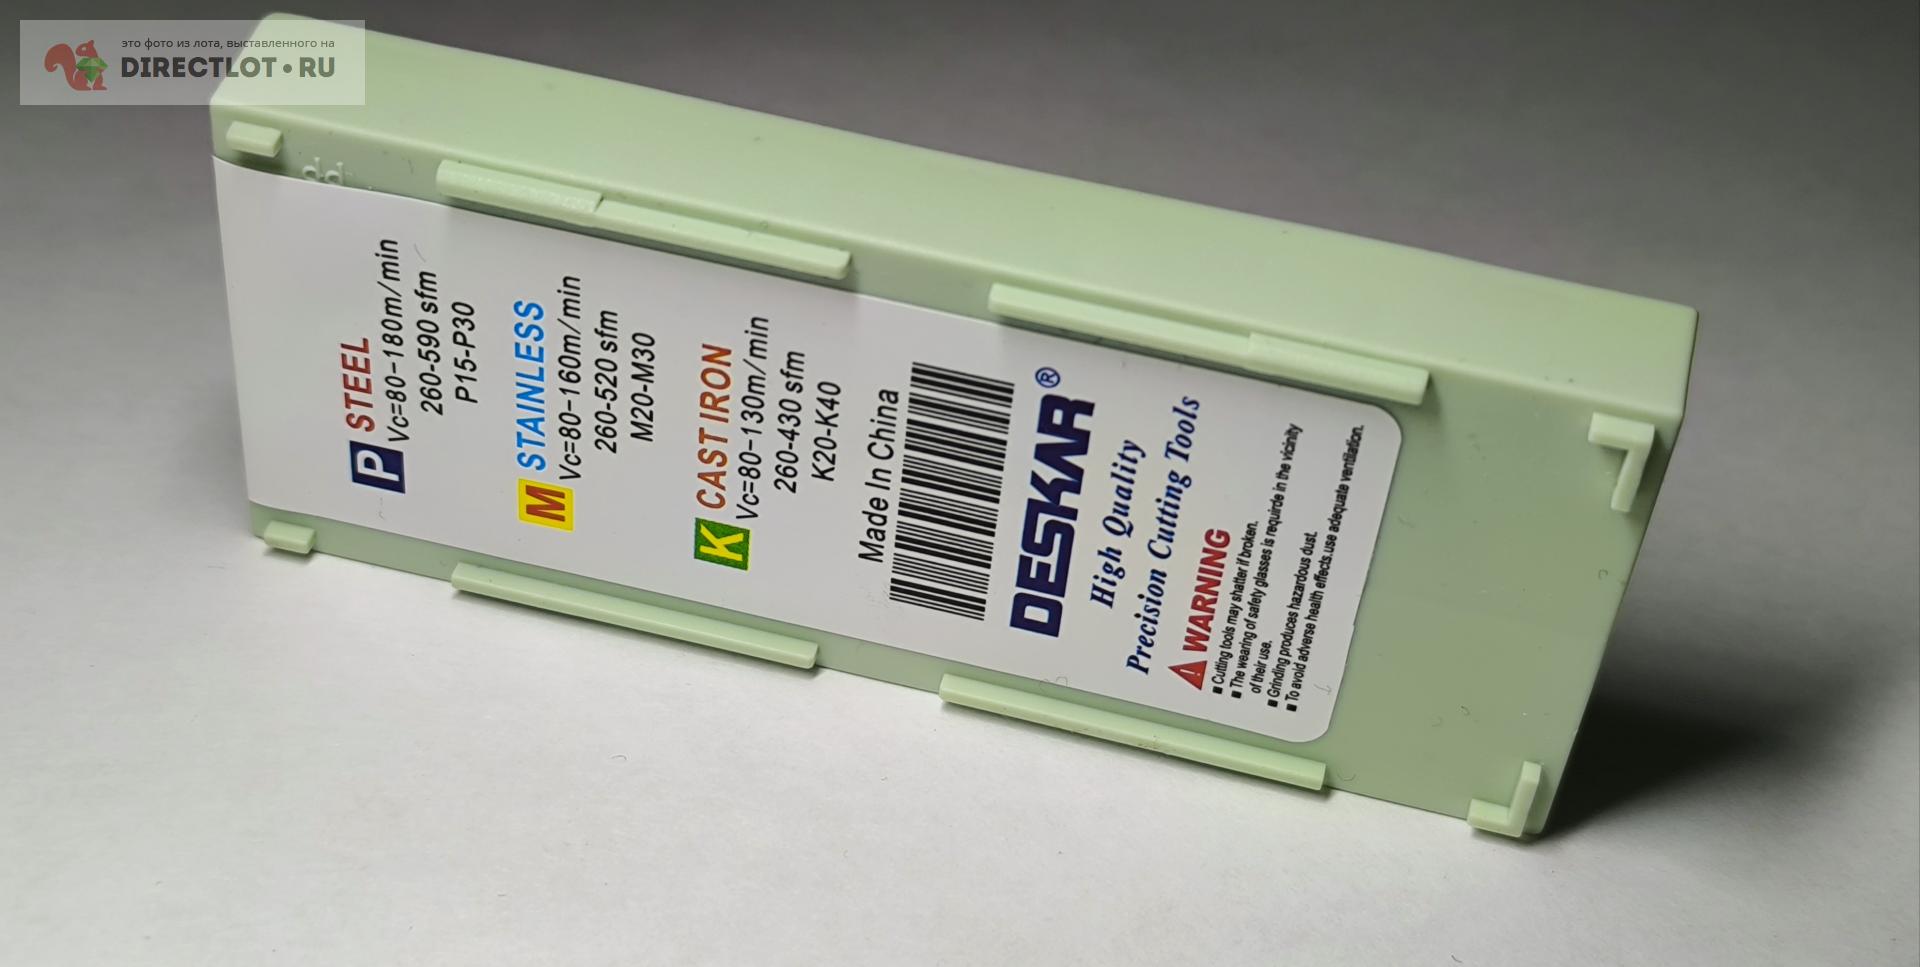 это фото из лота, выставленного на
DIRECTLOT•RU
PP
P STEEL
Vc=80-180m/min
260-590 sfm
P15-P30
M STAINLESS
Vc=80-160m/min
260-520 sfm
M20-M30
K CAST IRON
Vc=80-130m/min
260-430 sfm
K20-K40
Made In China
DESKAR®
High Quality
Precision Cutting Tools
WARNING
■ Cutting tools may shatter if broken.
■ The wearing of safety glasses is requirde in the vicinity
of their use.
■ Grinding produces hazardous dust.
■ To avoid adverse health effects.use adequate ventilation.